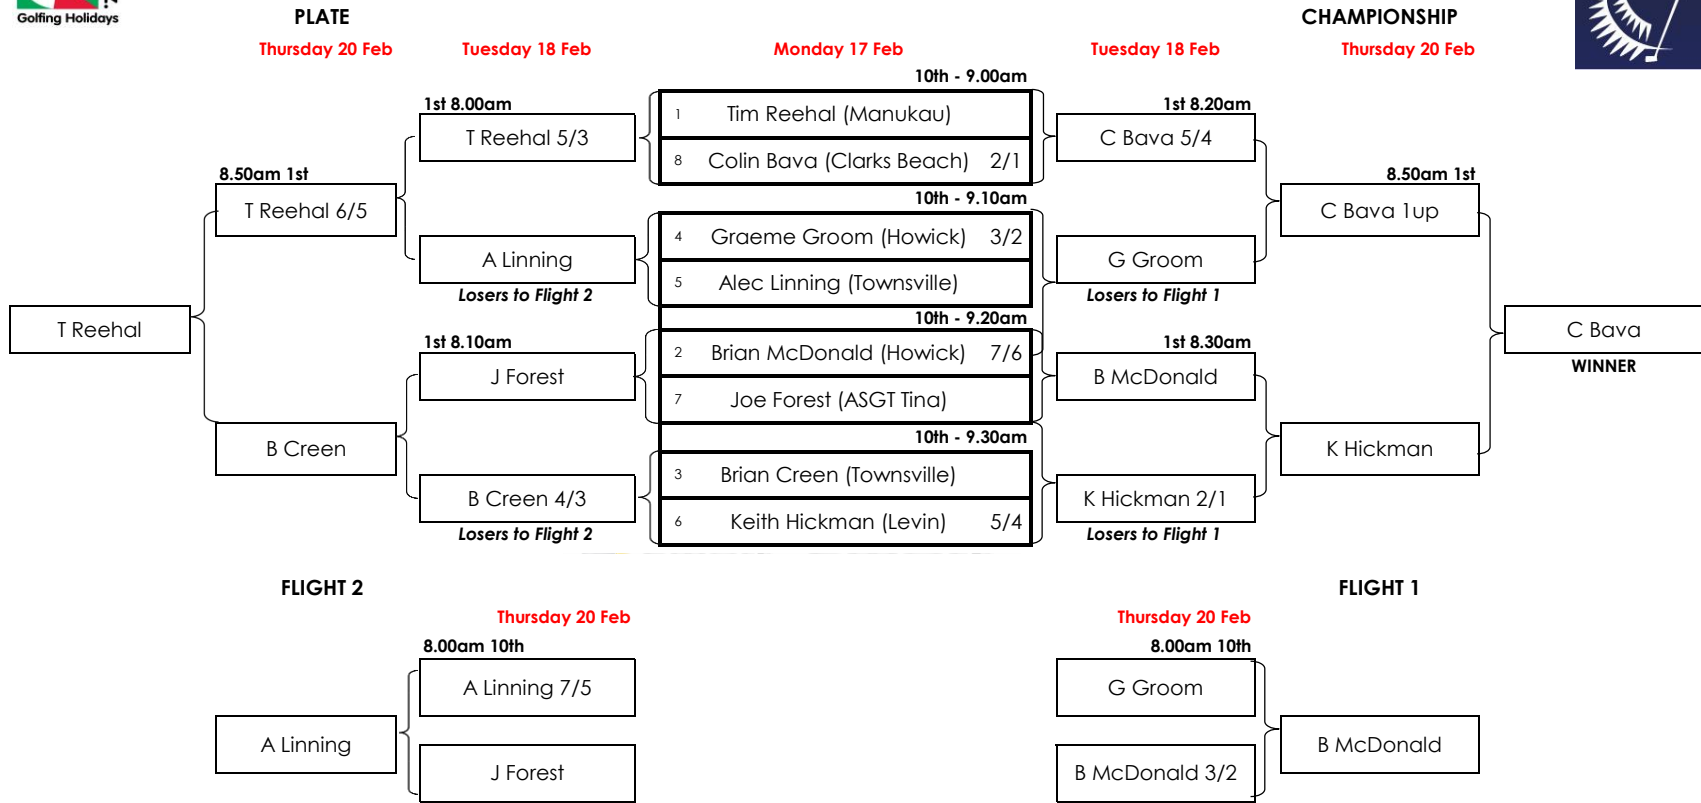 Golfing Holidays
PLATE
CHAMPIONSHIP
Thursday 20 Feb
Tuesday 18 Feb
Monday 17 Feb
Tuesday 18 Feb
Thursday 20 Feb
10th - 9.00am
1st 8.00am
1 Tim Reehal (Manukau)
1st 8.20am
T Reehal 5/3
C Bava 5/4
8 Colin Bava (Clarks Beach) 2/1
8.50am 1st
8.50am 1st
10th - 9.10am
T Reehal 6/5
C Bava 1up
4 Graeme Groom (Howick) 3/2
A Linning
G Groom
5 Alec Linning (Townsville)
Losers to Flight 2
Losers to Flight 1
10th - 9.20am
T Reehal
C Bava
1st 8.10am
1st 8.30am
2 Brian McDonald (Howick) 7/6
WINNER
J Forest
B McDonald
7 Joe Forest (ASGT Tina)
10th - 9.30am
B Creen
K Hickman
3 Brian Creen (Townsville)
B Creen 4/3
K Hickman 2/1
6 Keith Hickman (Levin) 5/4
Losers to Flight 2
Losers to Flight 1
FLIGHT 2
FLIGHT 1
Thursday 20 Feb
Thursday 20 Feb
8.00am 10th
8.00am 10th
A Linning 7/5
G Groom
A Linning
B McDonald
J Forest
B McDonald 3/2